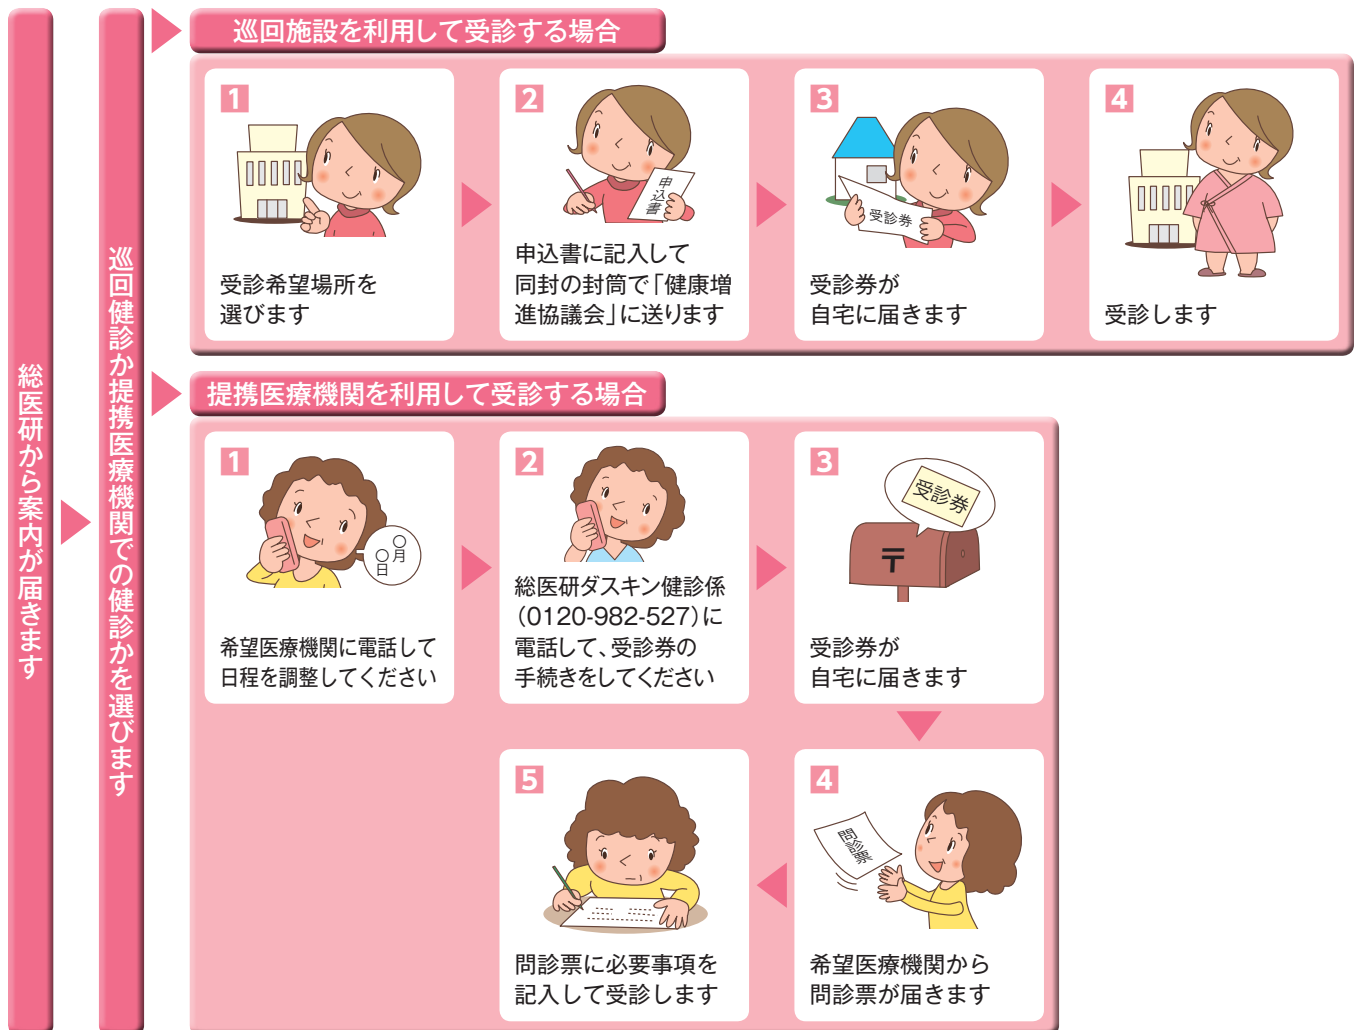 総医研から案内が届きます
巡回健診か提携医療機関での健診かを選びます
巡回施設を利用して受診する場合
1
受診希望場所を
選びます
2
申込書
申込書に記入して
同封の封筒で「健康増
進協議会」に送ります
3
受診券
受診券が
自宅に届きます
4
受診します
提携医療機関を利用して受診する場合
1
〇月
〇日
希望医療機関に電話して
日程を調整してください
2
総医研ダスキン健診係
(0120-982-527)に
電話して、受診券の
手続きをしてください
3
受診券
〒
受診券が
自宅に届きます
4
問診票
希望医療機関から
問診票が届きます
5
問診票に必要事項を
記入して受診します